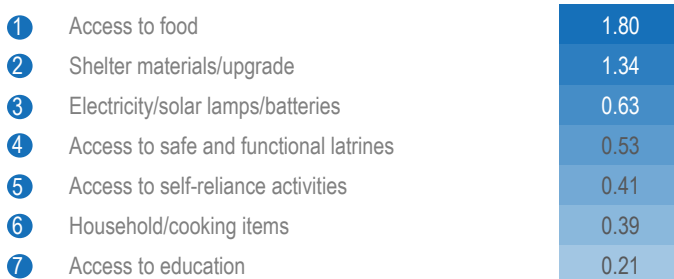 1 Access to food 1.80
2 Shelter materials/upgrade 1.34
3 Electricity/solar lamps/batteries 0.63
4 Access to safe and functional latrines 0.53
5 Access to self-reliance activities 0.41
6 Household/cooking items 0.39
7 Access to education 0.21